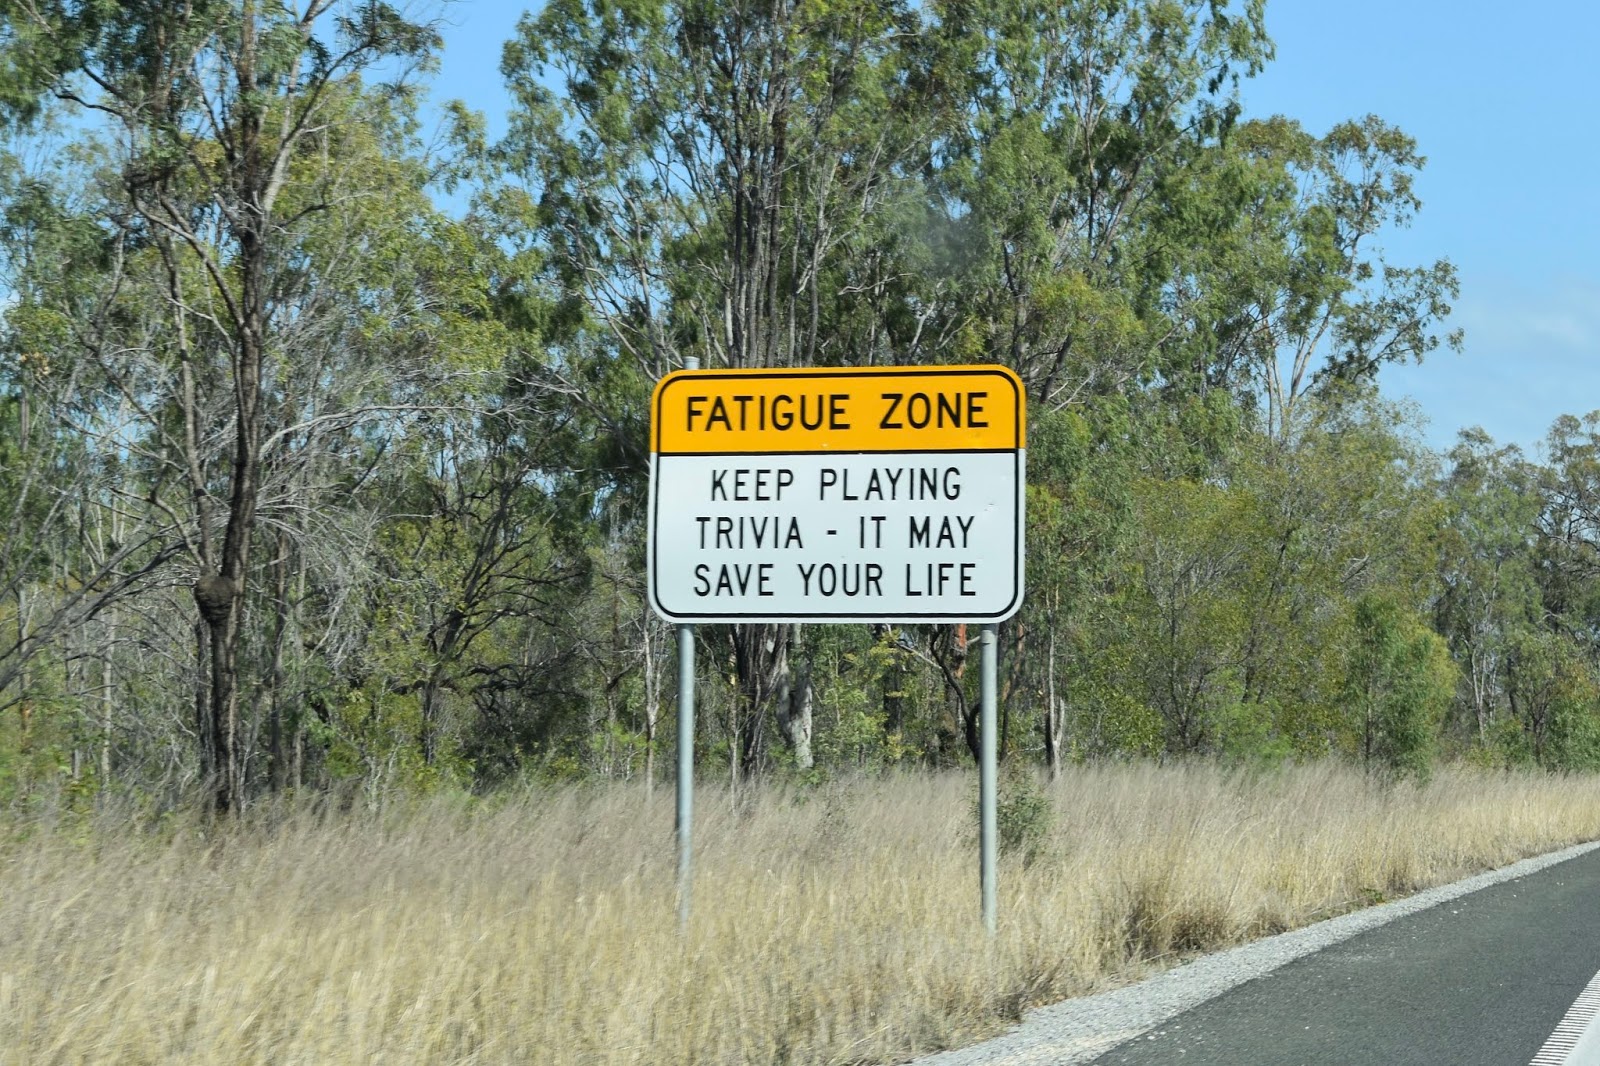 FATIGUE ZONE
KEEP PLAYING
TRIVIA - IT MAY
SAVE YOUR LIFE